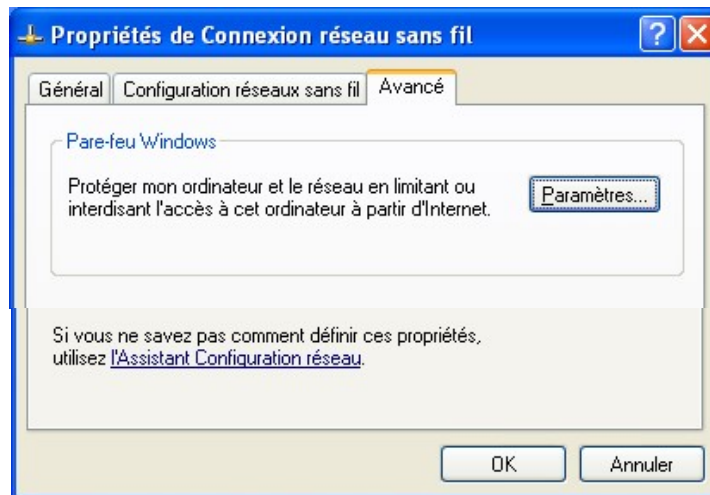 Propriétés de Connexion réseau sans fil
Général
Configuration réseaux sans fil
Avancé
Pare-feu Windows
Protéger mon ordinateur et le réseau en limitant ou
interdisant l'accès à cet ordinateur à partir d'Internet.
Paramètres...
Si vous ne savez pas comment définir ces propriétés,
utilisez l'Assistant Configuration réseau.
OK
Annuler